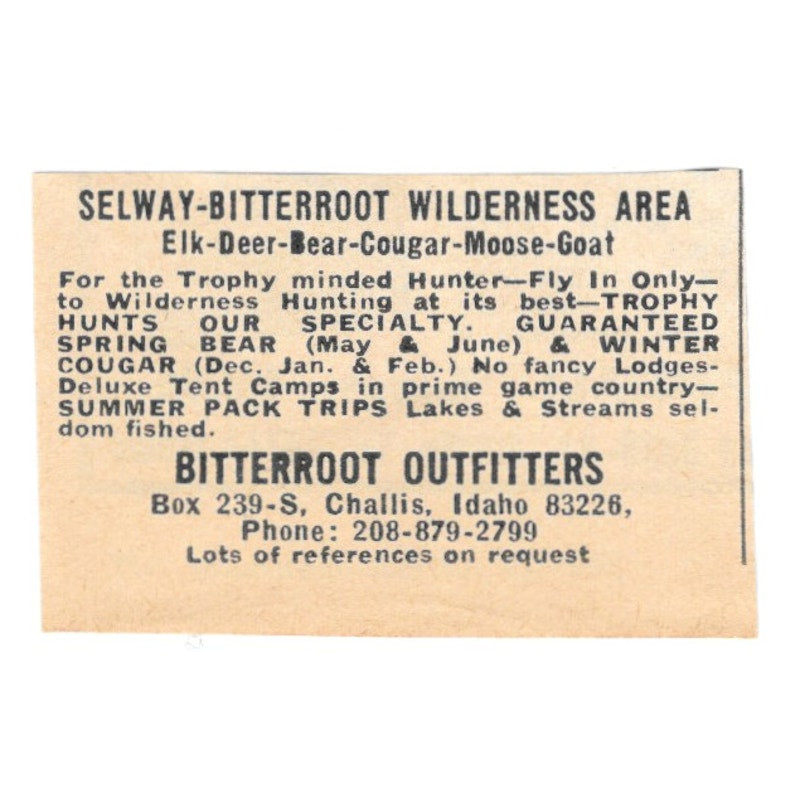 SELWAY-BITTERROOT WILDERNESS AREA
Elk-Deer-Bear-Cougar-Moose-Goat
For the Trophy minded Hunter—Fly In Only—
to Wilderness Hunting at its best—TROPHY
HUNTS OUR SPECIALTY. GUARANTEED
SPRING BEAR (May & June) & WINTER
COUGAR (Dec. Jan. & Feb.) No fancy Lodges-
Deluxe Tent Camps in prime game country—
SUMMER PACK TRIPS Lakes & Streams sel-
dom fished.
BITTERROOT OUTFITTERS
Box 239-S, Challis, Idaho 83226,
Phone: 208-879-2799
Lots of references on request